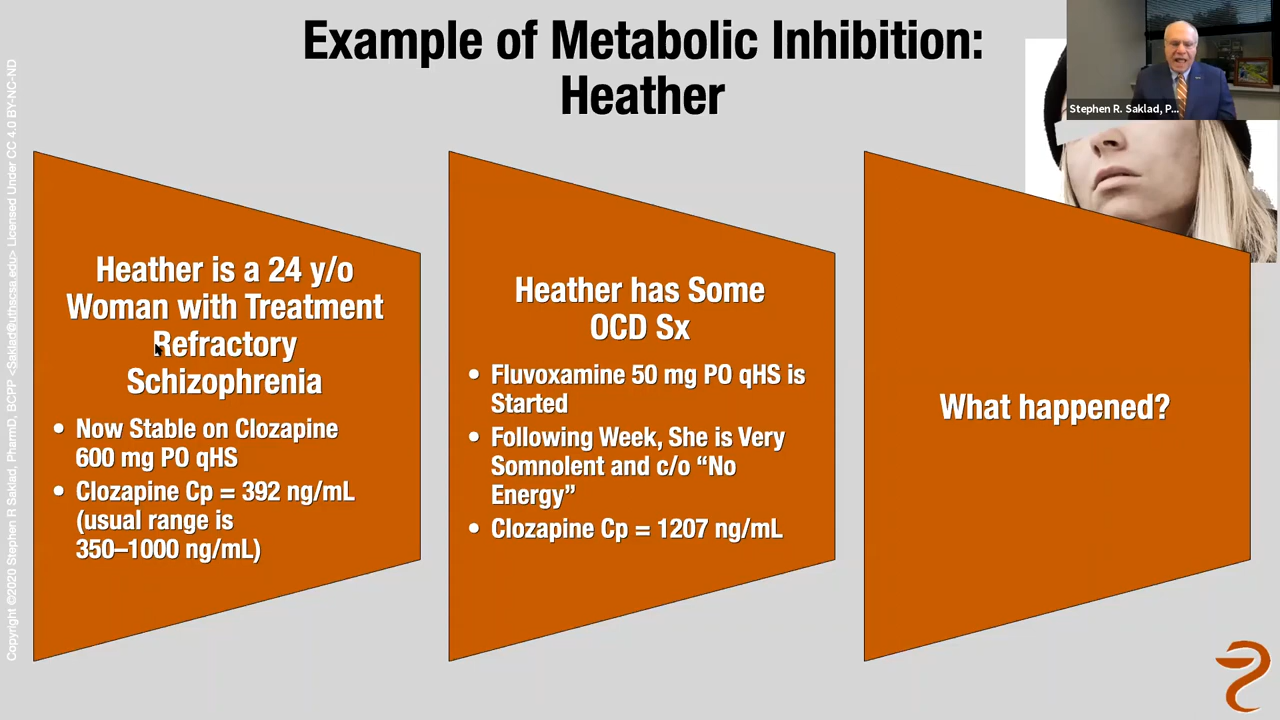 Example of Metabolic Inhibition:
Heather
Stephen R. Saklad, P...
Heather is a 24 y/o
Woman with Treatment
Refractory
Schizophrenia
• Now Stable on Clozapine
600 mg PO qHS
• Clozapine Cp = 392 ng/mL
(usual range is
350–1000 ng/mL)
Heather has Some
OCD Sx
• Fluvoxamine 50 mg PO qHS is
Started
• Following Week, She is Very
Somnolent and c/o “No
Energy”
• Clozapine Cp = 1207 ng/mL
What happened?
Copyright ©2020 Stephen R Saklad, PharmD, BCPP <Saklad@uthscsa.edu> Licensed Under CC 4.0 BY-NC-ND